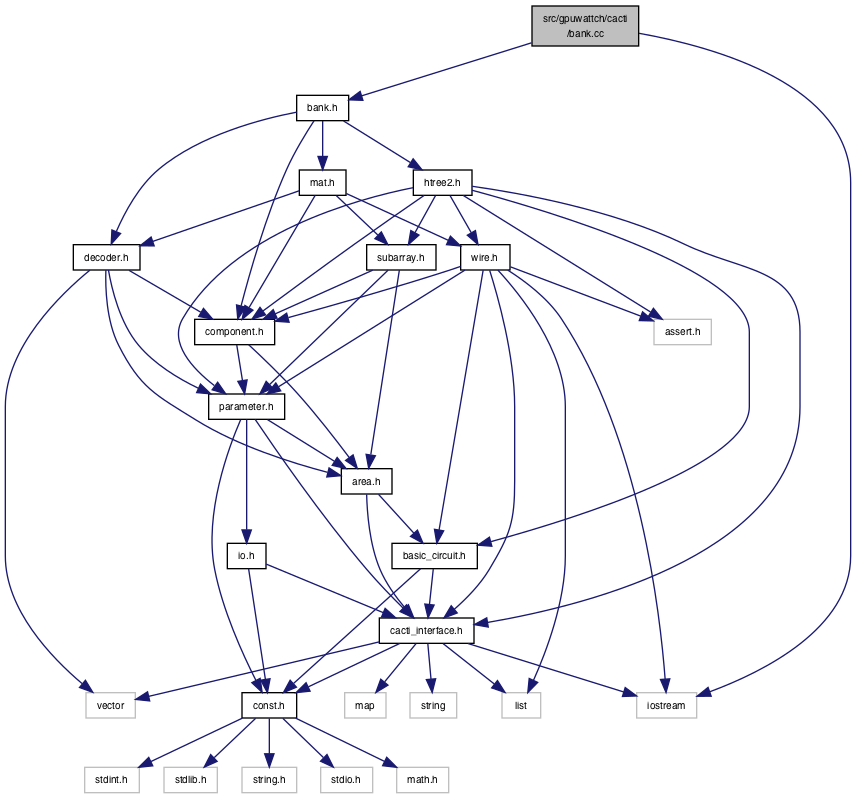 src/gpuwattch/cacti
/bank.cc
bank.h
mat.h
htree2.h
decoder.h
subarray.h
wire.h
component.h
assert.h
parameter.h
area.h
io.h
basic_circuit.h
cacti_interface.h
vector
const.h
map
string
list
iostream
stdint.h
stdlib.h
string.h
stdio.h
math.h